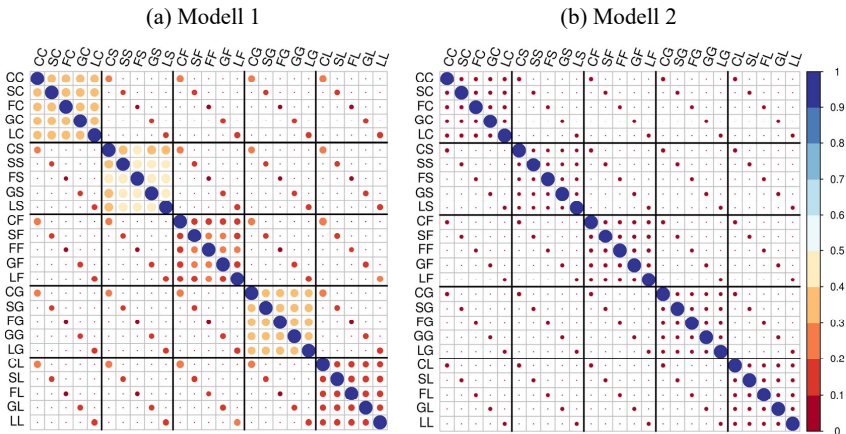 (a) Modell 1 (b) Modell 2
CC SC FC GC LC CS SS FS GS LS CF SF FF GF LF CG SG FG GG LG CL SL FL GL LL CC SC FC GC LC CS SS FS GS LS CF SF FF GF LF CG SG FG GG LG CL SL FL GL LL
CC CC 1
SC SC
FC FC 0.9
GC GC
LC LC 0.8
CS CS
SS SS 0.7
FS FS
GS GS
LS LS 0.6
CF CF
SF SF
FF FF 0.5
GF GF
LF LF 0.4
CG CG
SG SG
FG FG 0.3
GG GG
LG LG
CL CL 0.2
SL SL
FL FL 0.1
GL GL
LL LL 0